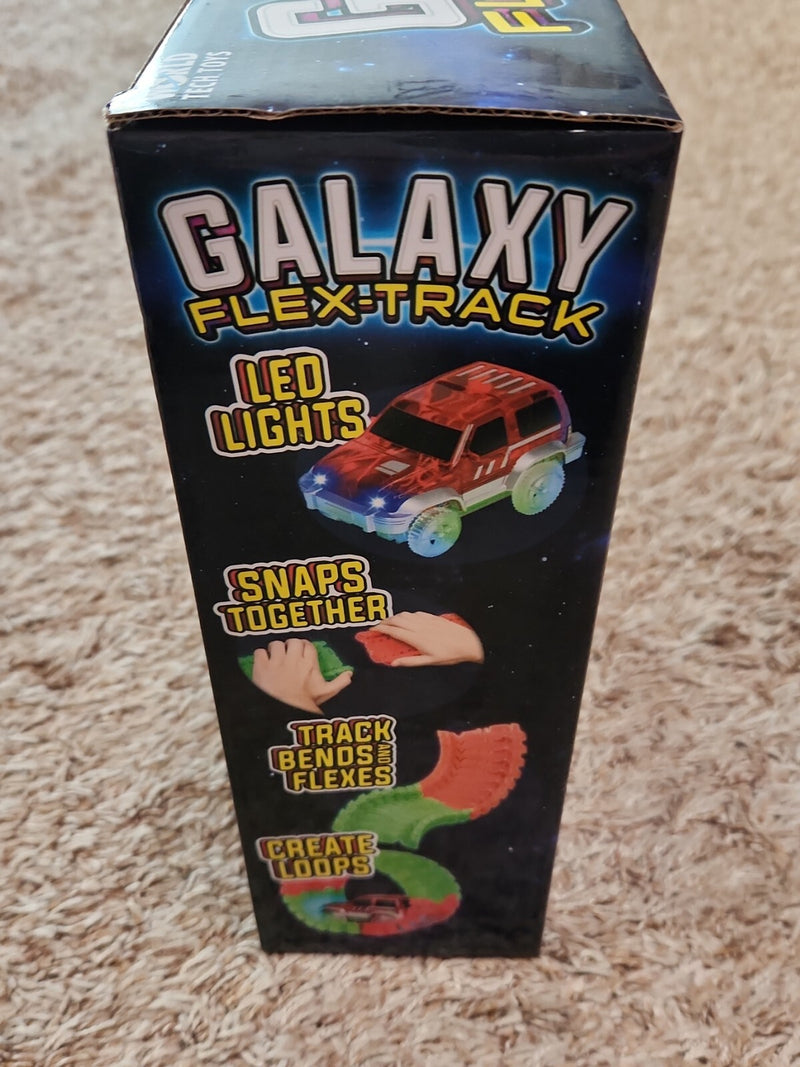 TECH TOYS
GALAXY
FLEX-TRACK
LED
LIGHTS
SNAPS
TOGETHER
TRACK
BENDS AND
FLEXES
CREATE
LOOPS